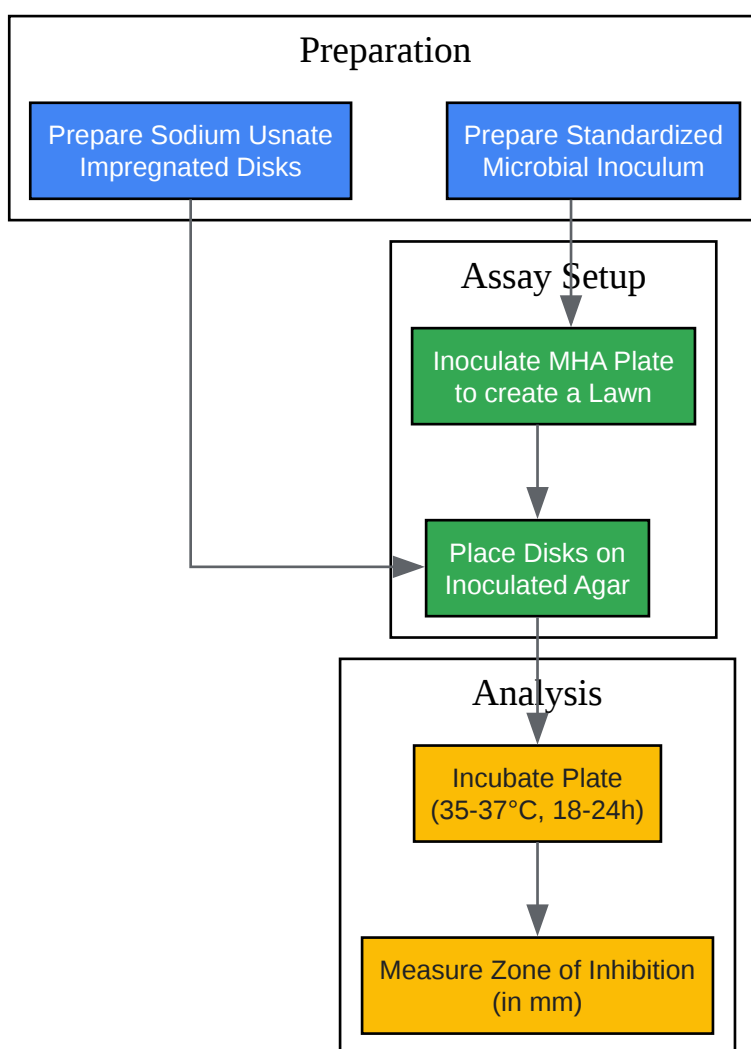 Preparation
Prepare Sodium Usnate
Impregnated Disks
Prepare Standardized
Microbial Inoculum
Assay Setup
Inoculate MHA Plate
to create a Lawn
Place Disks on
Inoculated Agar
Analysis
Incubate Plate
(35-37°C, 18-24h)
Measure Zone of Inhibition
(in mm)